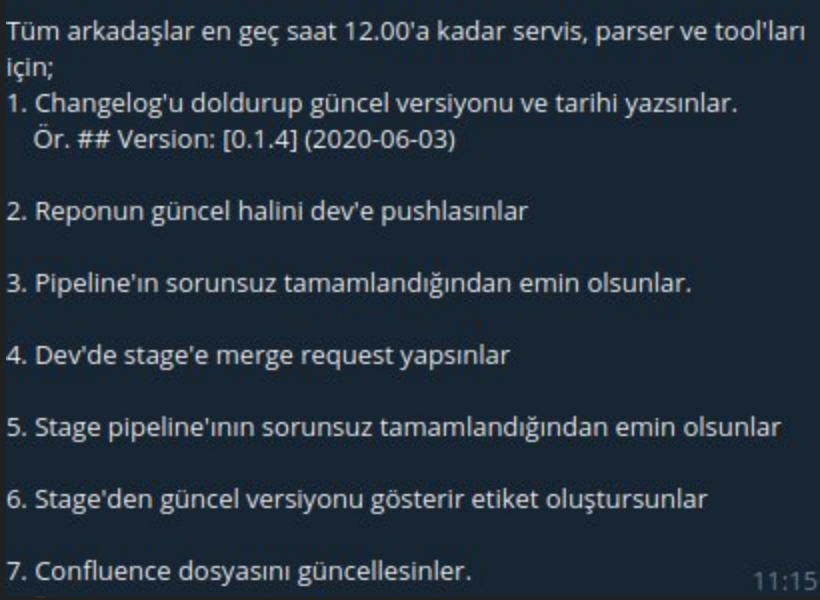 Tüm arkadaşlar en geç saat 12.00'a kadar servis, parser ve tool'ları
için;
1. Changelog'u doldurup güncel versiyonu ve tarihi yazsınlar.
Ör. ## Version: [0.1.4] (2020-06-03)
2. Reponun güncel halini dev'e pushlasınlar
3. Pipeline'ın sorunsuz tamamlandığından emin olsunlar.
4. Dev'de stage'e merge request yapsınlar
5. Stage pipeline'ının sorunsuz tamamlandığından emin olsunlar
6. Stage'den güncel versiyonu gösterir etiket oluştursunlar
7. Confluence dosyasını güncellesinler.
11:15